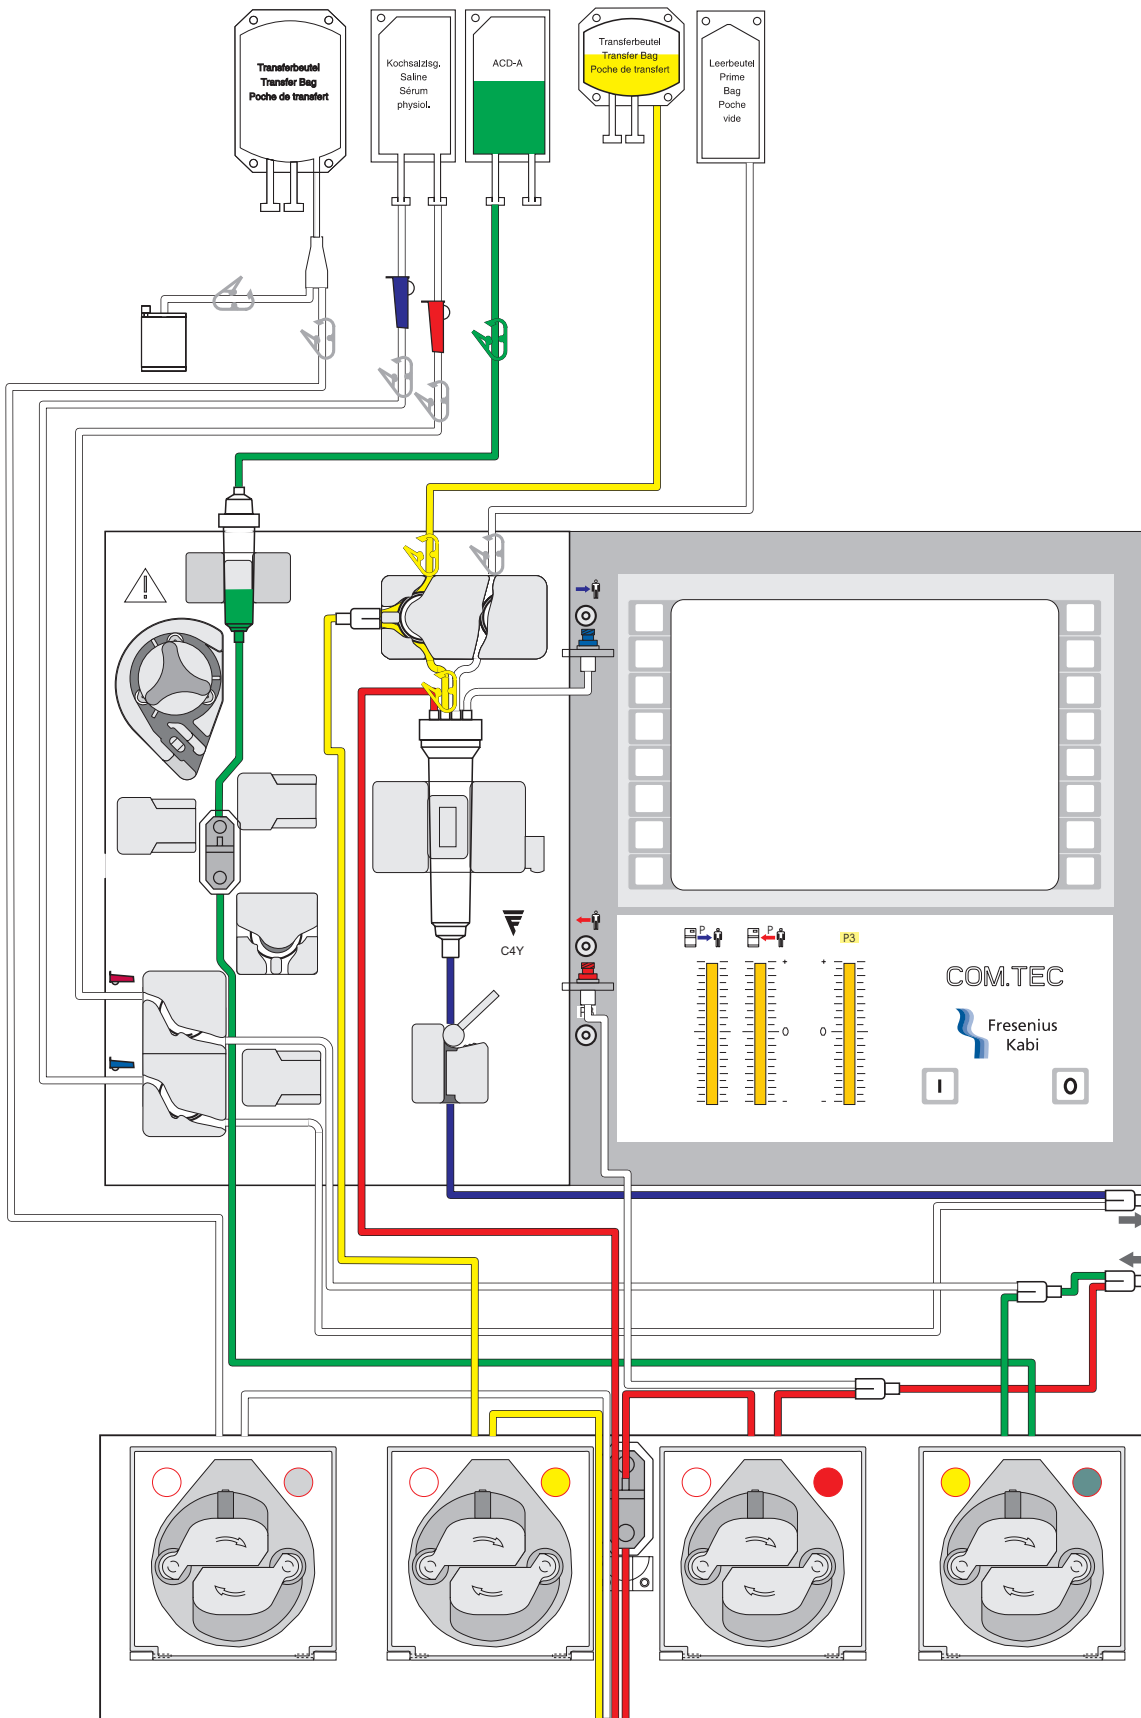 Transferbeutel
Transfer Bag
Poche de transfert
Kochsalzlsg.
Saline
Sérum
physiol.
ACD-A
Transferbeutel
Transfer Bag
Poche de transfert
Leerbeutel
Prime
Bag
Poche
vide
C4Y
P
P
P3
+
+
0
0
-
-
COM.TEC
Fresenius
Kabi
I
O